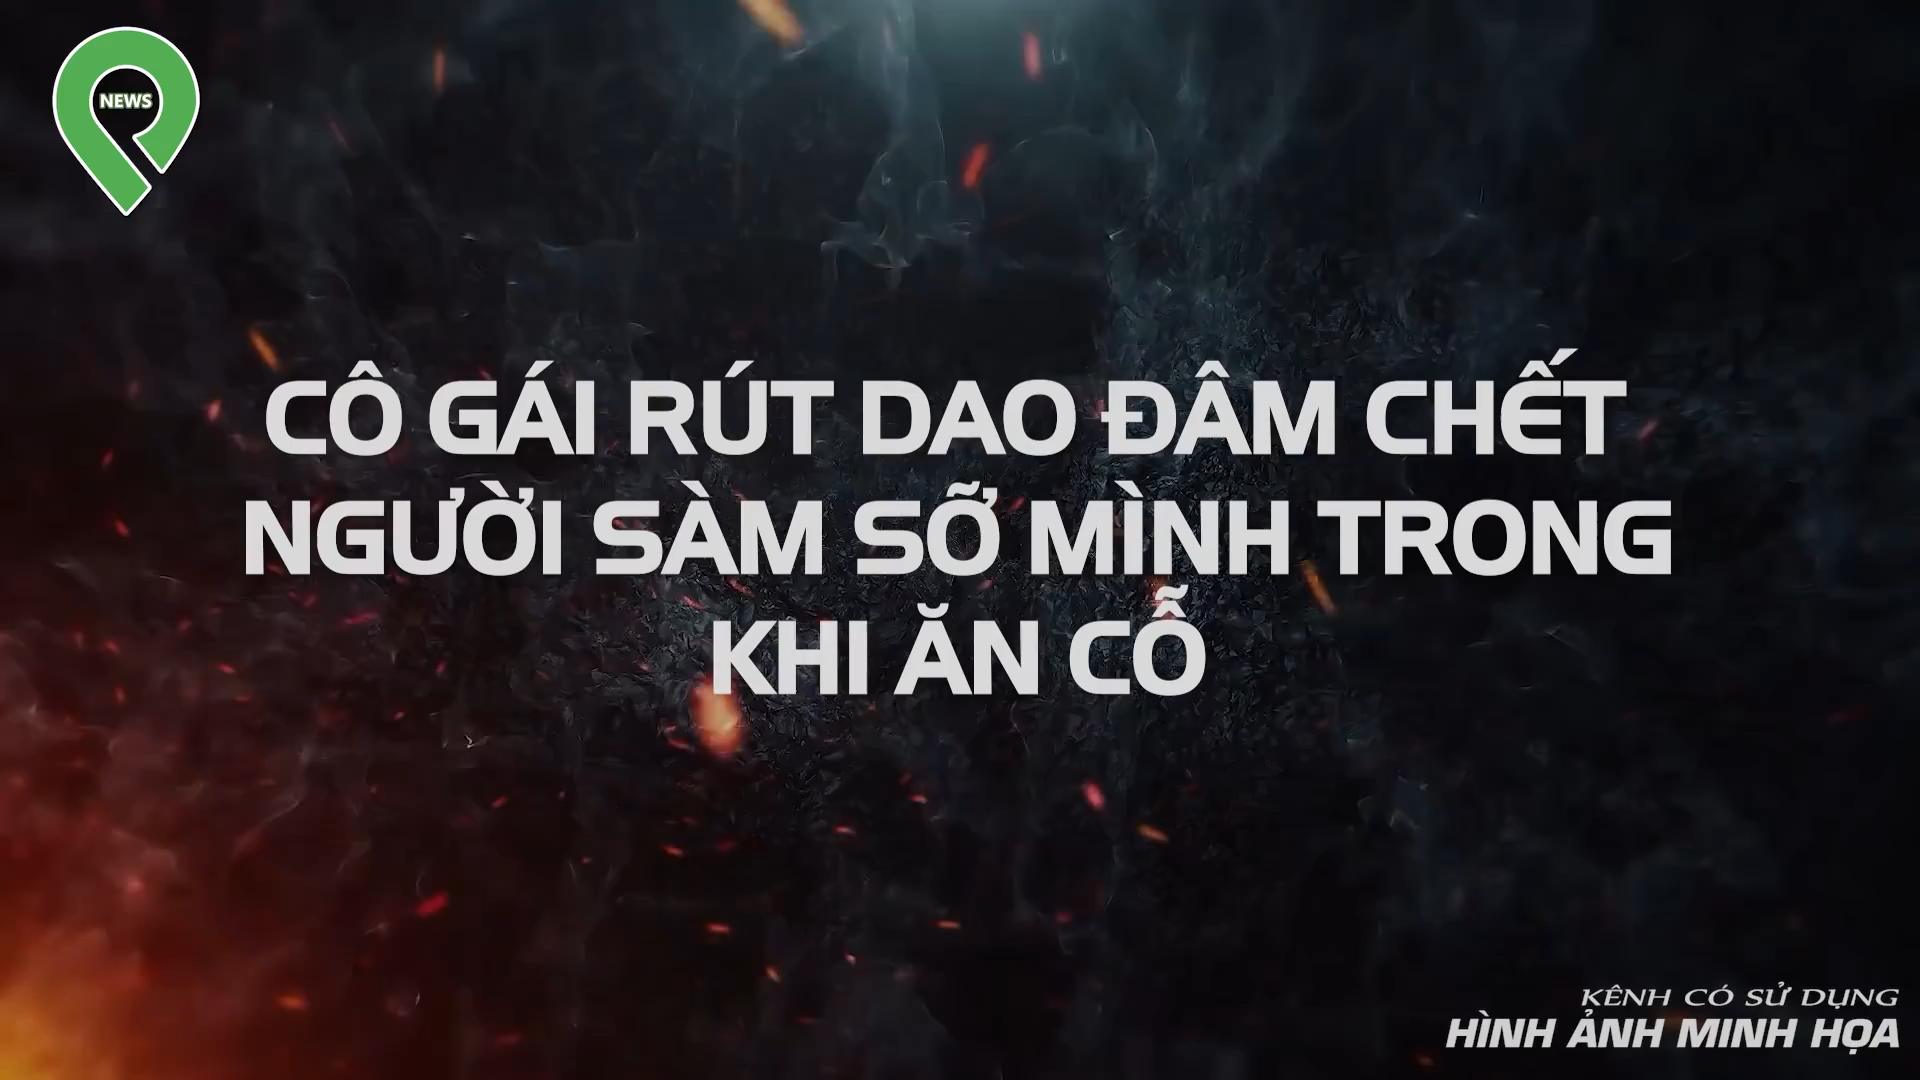 NEWS
CÔ GÁI RÚT DAO ĐÂM CHẾT
NGƯỜI SÀM SỠ MÌNH TRONG
KHI ĂN CỖ
KÊNH CÓ SỬ DỤNG
HÌNH ẢNH MINH HỌA